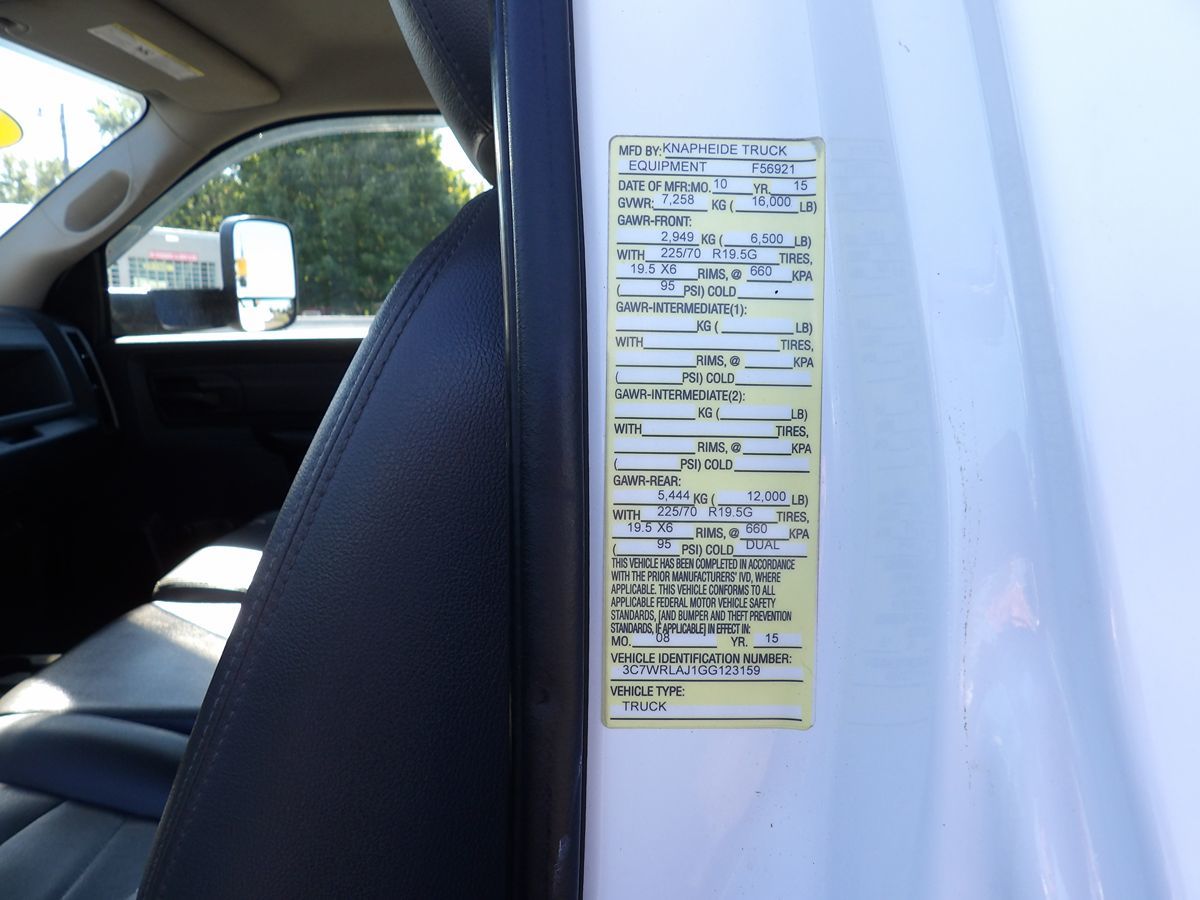 MFD BY: KNAPHEIDE TRUCK
EQUIPMENT F56921
DATE OF MFR:MO. 10 YR. 15
GVWR: 7,258 KG ( 16,000 LB)
GAWR-FRONT:
2,949 KG ( 6,500 LB)
WITH 225/70 R19.5G TIRES,
19.5 X6 RIMS, @ 660 KPA
( 95 PSI) COLD
GAWR-INTERMEDIATE(1):
KG ( LB)
WITH TIRES,
RIMS, @ KPA
( PSI) COLD
GAWR-INTERMEDIATE(2):
KG ( LB)
WITH TIRES,
RIMS, @ KPA
( PSI) COLD
GAWR-REAR:
5,444 KG ( 12,000 LB)
WITH 225/70 R19.5G TIRES,
19.5 X6 RIMS, @ 660 KPA
( 95 PSI) COLD DUAL
THIS VEHICLE HAS BEEN COMPLETED IN ACCORDANCE
WITH THE PRIOR MANUFACTURERS' IVD, WHERE
APPLICABLE. THIS VEHICLE CONFORMS TO ALL
APPLICABLE FEDERAL MOTOR VEHICLE SAFETY
STANDARDS, [AND BUMPER AND THEFT PREVENTION
STANDARDS, IF APPLICABLE] IN EFFECT IN:
MO. 08 YR. 15
VEHICLE IDENTIFICATION NUMBER:
3C7WRLAJ1GG123159
VEHICLE TYPE:
TRUCK